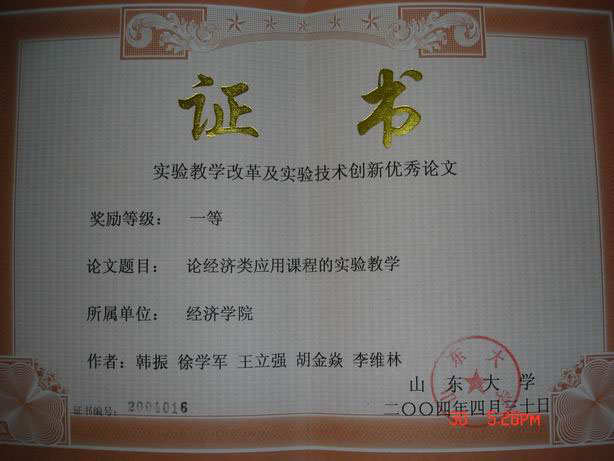 证 书
实验教学改革及实验技术创新优秀论文
奖励等级： 一等
论文题目： 论经济类应用课程的实验教学
所属单位： 经济学院
作者：韩振 徐学军 王立强 胡金焱 李维林
山 东 大 学
二〇〇四年四月三十日
证书编号： 2004016
5:28PM